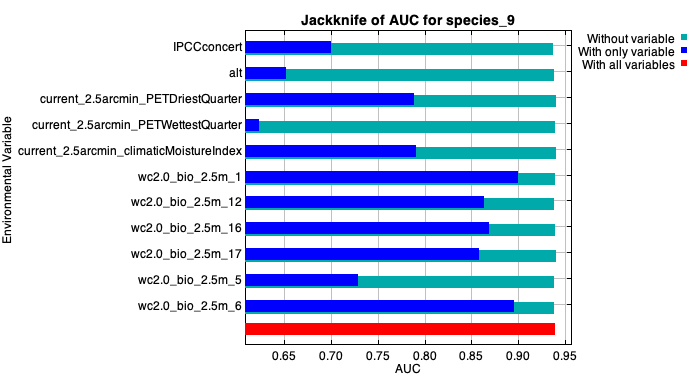 Jackknife of AUC for species_9
Without variable
With only variable
With all variables
Environmental Variable
IPCCconcert
alt
current_2.5arcmin_PETDriestQuarter
current_2.5arcmin_PETWettestQuarter
current_2.5arcmin_climaticMoistureIndex
wc2.0_bio_2.5m_1
wc2.0_bio_2.5m_12
wc2.0_bio_2.5m_16
wc2.0_bio_2.5m_17
wc2.0_bio_2.5m_5
wc2.0_bio_2.5m_6
0.65 0.70 0.75 0.80 0.85 0.90 0.95
AUC